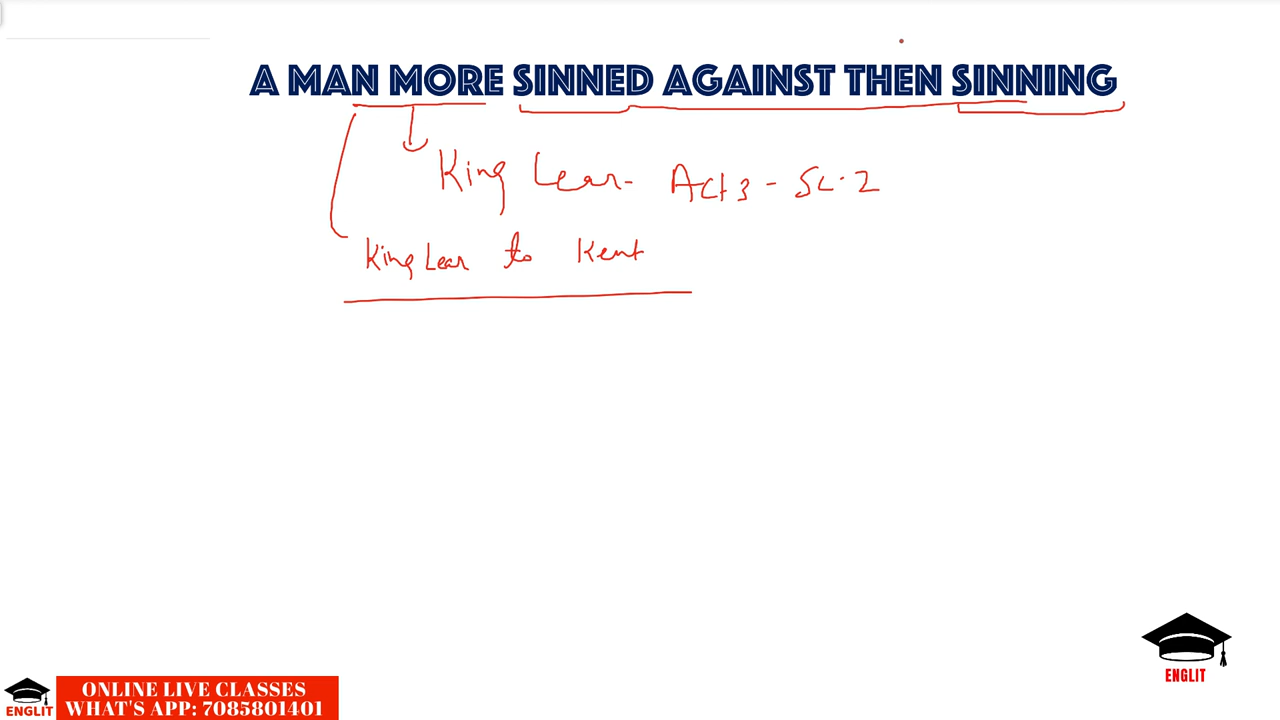 A MAN MORE SINNED AGAINST THEN SINNING
King Lear- Act 3 - Sc. 2
King Lear to Kent
ENGLIT
ENGLIT
ONLINE LIVE CLASSES
WHAT'S APP: 7085801401